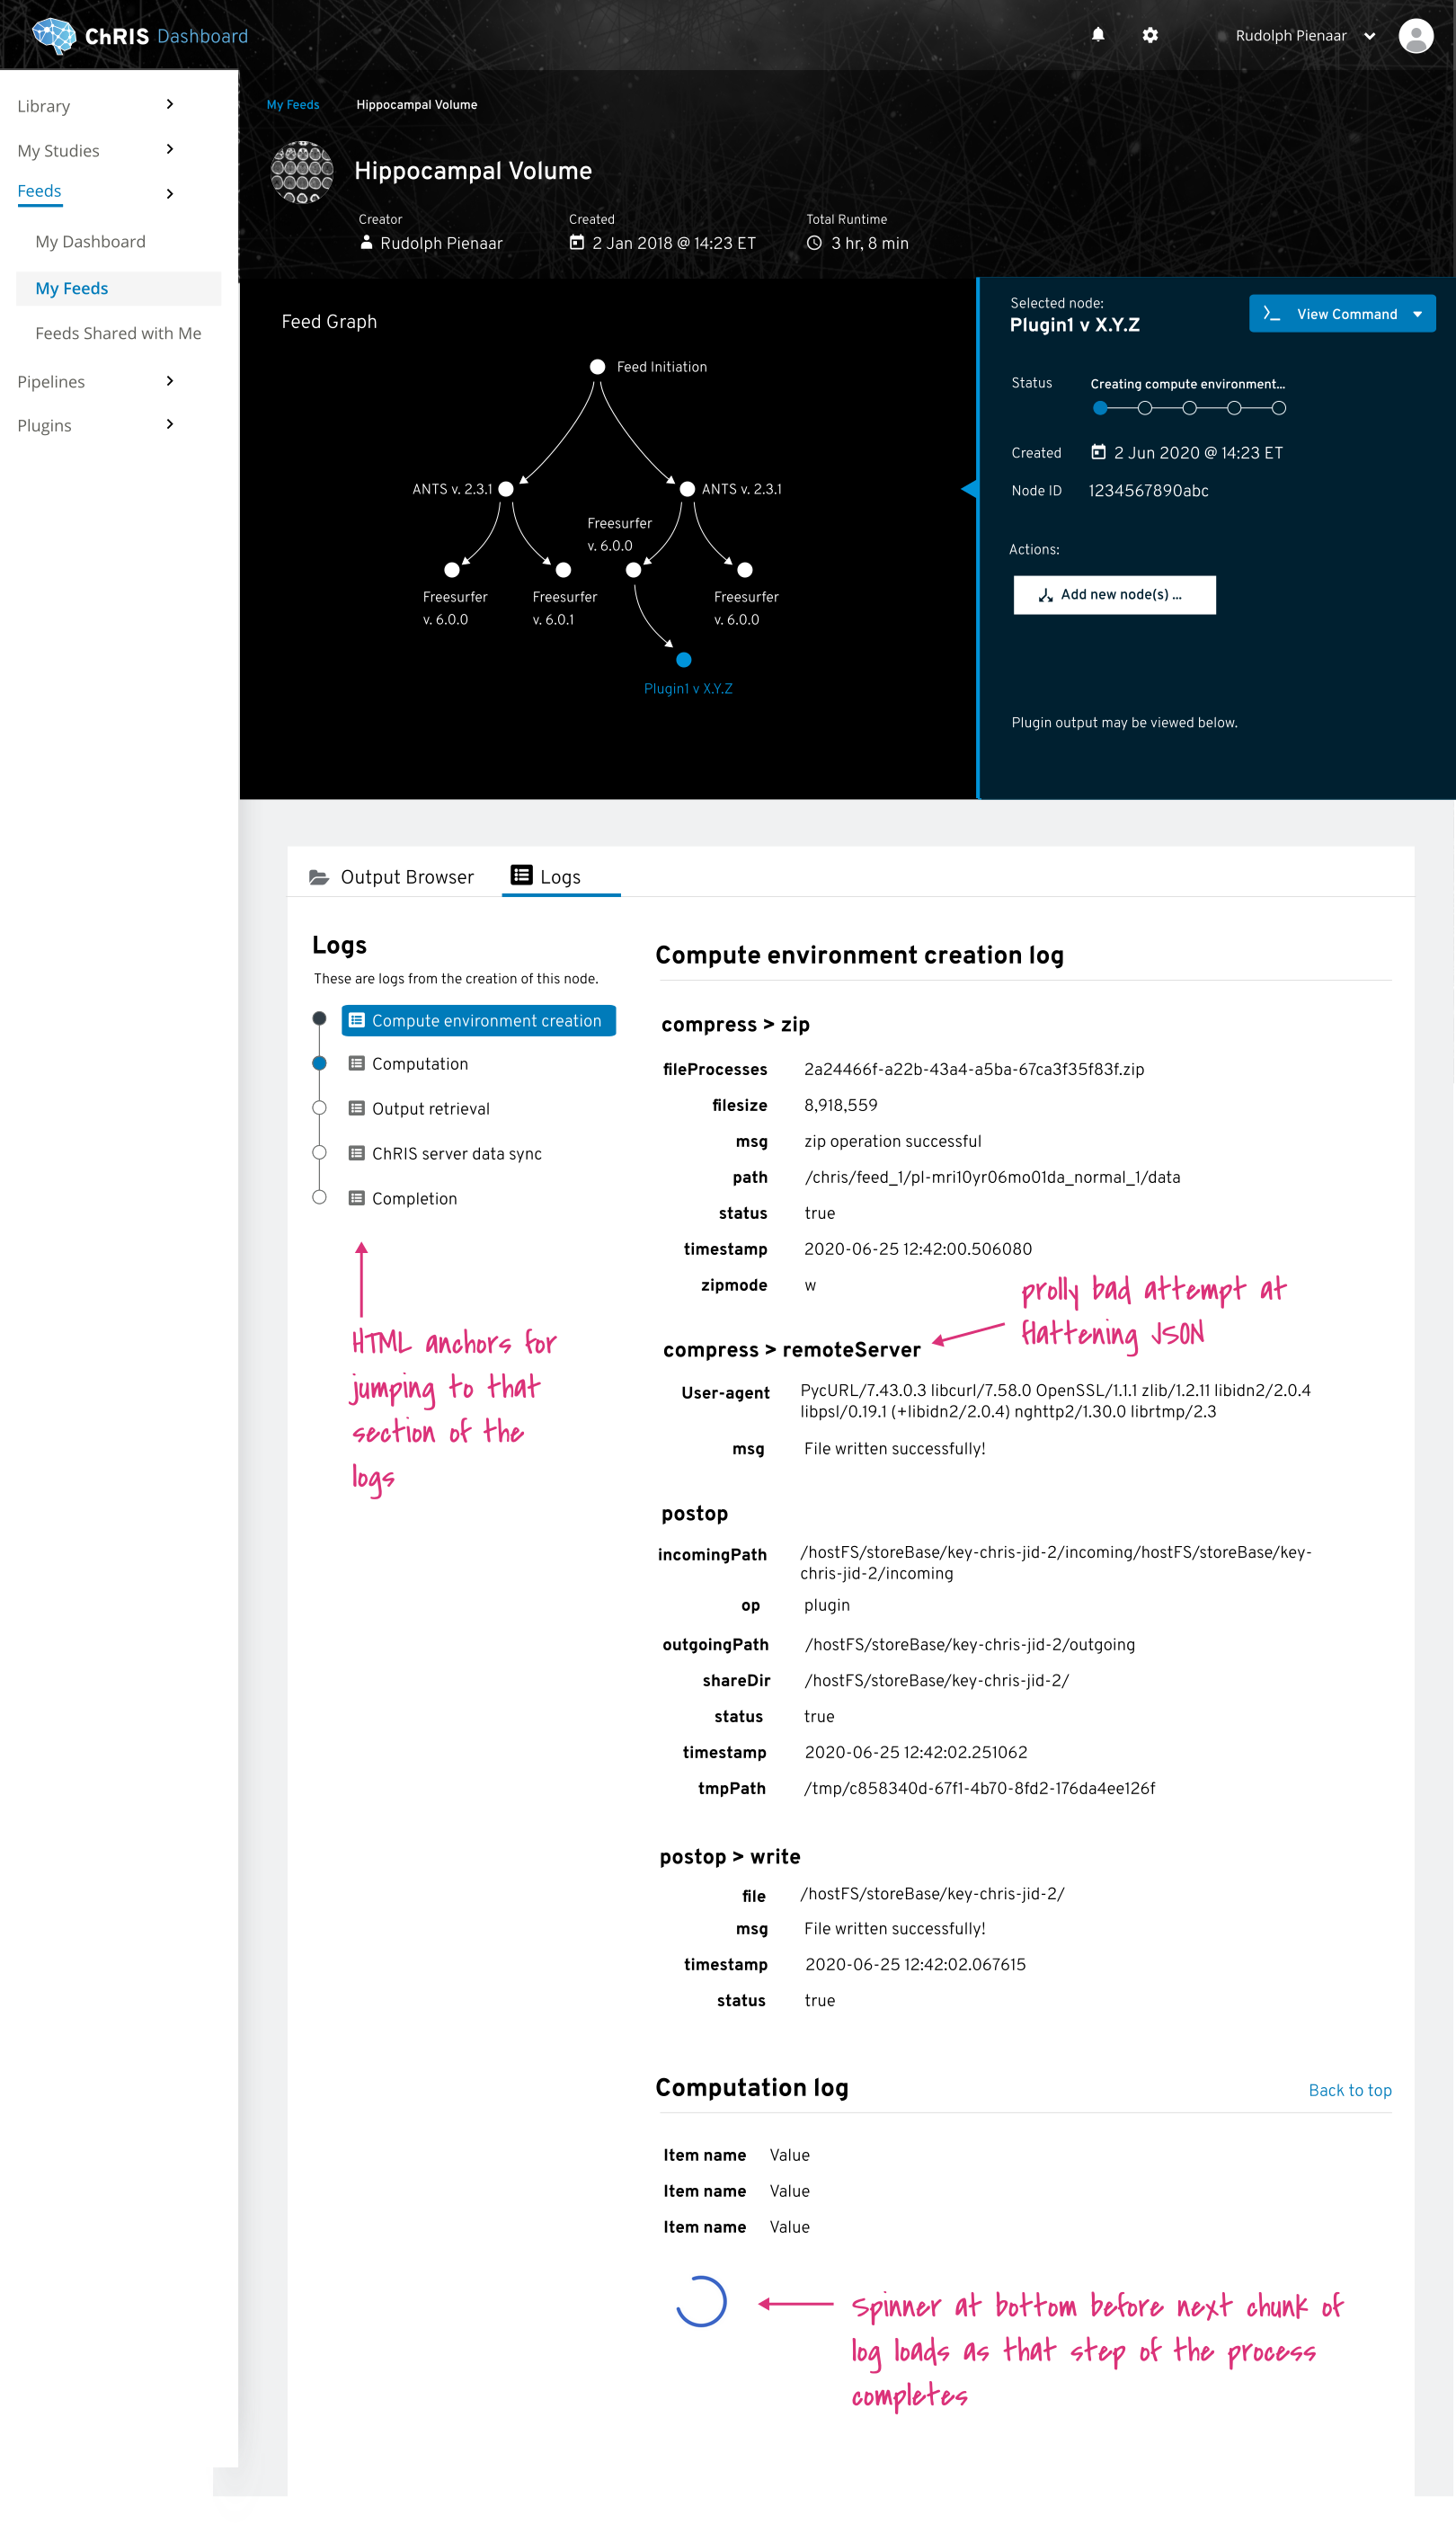 ChRIS Dashboard
Rudolph Pienaar
Library
My Studies
Feeds
My Dashboard
My Feeds
Feeds Shared with Me
Pipelines
Plugins
My Feeds Hippocampal Volume
Hippocampal Volume
Creator Created Total Runtime
Rudolph Pienaar 2 Jan 2018 @ 14:23 ET 3 hr, 8 min
Feed Graph
Feed Initiation
ANTS v. 2.3.1
ANTS v. 2.3.1
Freesurfer
v. 6.0.0
Freesurfer
v. 6.0.0
Freesurfer
v. 6.0.1
Freesurfer
v. 6.0.0
Plugin1 v X.Y.Z
Selected node:
Plugin1 v X.Y.Z
View Command
Status Creating compute environment...
Created 2 Jun 2020 @ 14:23 ET
Node ID 1234567890abc
Actions:
Add new node(s) ...
Plugin output may be viewed below.
Output Browser Logs
Logs
These are logs from the creation of this node.
Compute environment creation
Computation
Output retrieval
ChRIS server data sync
Completion
HTML anchors for
jumping to that
section of the
logs
Compute environment creation log
compress > zip
fileProcesses 2a24466f-a22b-43a4-a5ba-67ca3f35f83f.zip
filesize 8,918,559
msg zip operation successful
path /chris/feed_1/pl-mri10yr06mo01da_normal_1/data
status true
timestamp 2020-06-25 12:42:00.506080
zipmode w
prolly bad attempt at
flattening JSON
compress > remoteServer
User-agent PycURL/7.43.0.3 libcurl/7.58.0 OpenSSL/1.1.1 zlib/1.2.11 libidn2/2.0.4
libpsl/0.19.1 (+libidn2/2.0.4) nghttp2/1.30.0 librtmp/2.3
msg File written successfully!
postop
incomingPath /hostFS/storeBase/key-chris-jid-2/incoming/hostFS/storeBase/key-
chris-jid-2/incoming
op plugin
outgoingPath /hostFS/storeBase/key-chris-jid-2/outgoing
shareDir /hostFS/storeBase/key-chris-jid-2/
status true
timestamp 2020-06-25 12:42:02.251062
tmpPath /tmp/c858340d-67f1-4b70-8fd2-176da4ee126f
postop > write
file /hostFS/storeBase/key-chris-jid-2/
msg File written successfully!
timestamp 2020-06-25 12:42:02.067615
status true
Computation log Back to top
Item name Value
Item name Value
Item name Value
Spinner at bottom before next chunk of
log loads as that step of the process
completes